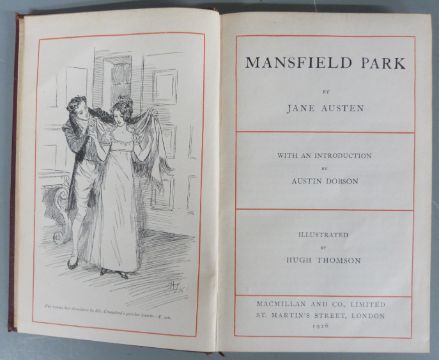 MANSFIELD PARK
BY
JANE AUSTEN
WITH AN INTRODUCTION
BY
AUSTIN DOBSON
ILLUSTRATED
BY
HUGH THOMSON
MACMILLAN AND CO., LIMITED
ST. MARTIN'S STREET, LONDON
1926